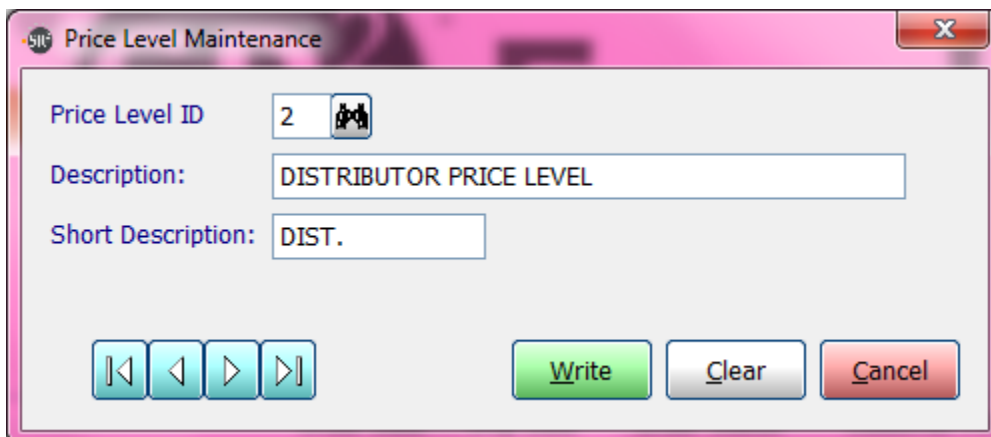 Price Level Maintenance
Price Level ID 2
Description: DISTRIBUTOR PRICE LEVEL
Short Description: DIST.
Write Clear Cancel